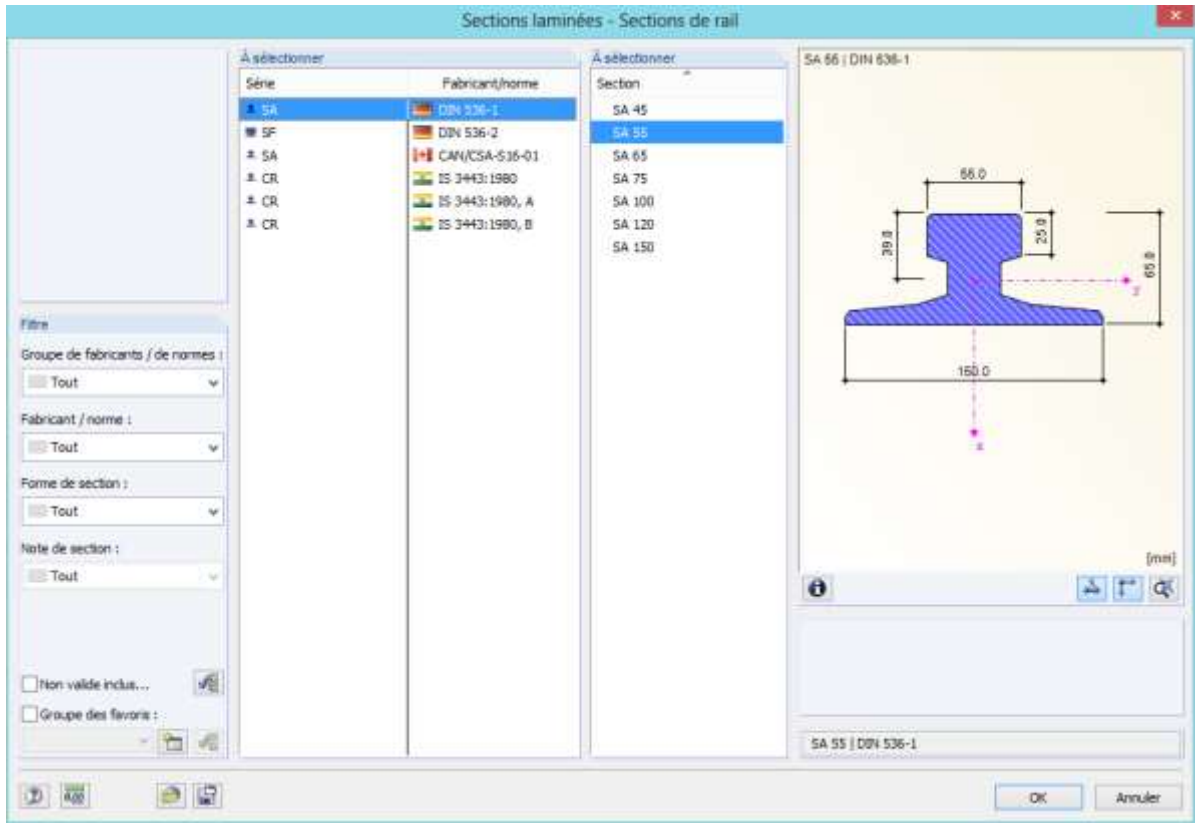 Sections laminées - Sections de rail
À sélectionner
Série Fabricant/norme
SA DIN 536-1
SF DIN 536-2
SA CAN/CSA-S16-01
CR IS 3443:1980
CR IS 3443:1980, A
CR IS 3443:1980, B
À sélectionner
Section
SA 45
SA 55
SA 65
SA 75
SA 100
SA 120
SA 150
SA 55 | DIN 536-1
55.0
39.0
25.0
65.0
150.0
[mm]
Filtre
Groupe de fabricants / de normes :
Tout
Fabricant / norme :
Tout
Forme de section :
Tout
Note de section :
Tout
Non valide inclus...
Groupe des favoris :
SA 55 | DIN 536-1
OK Annuler